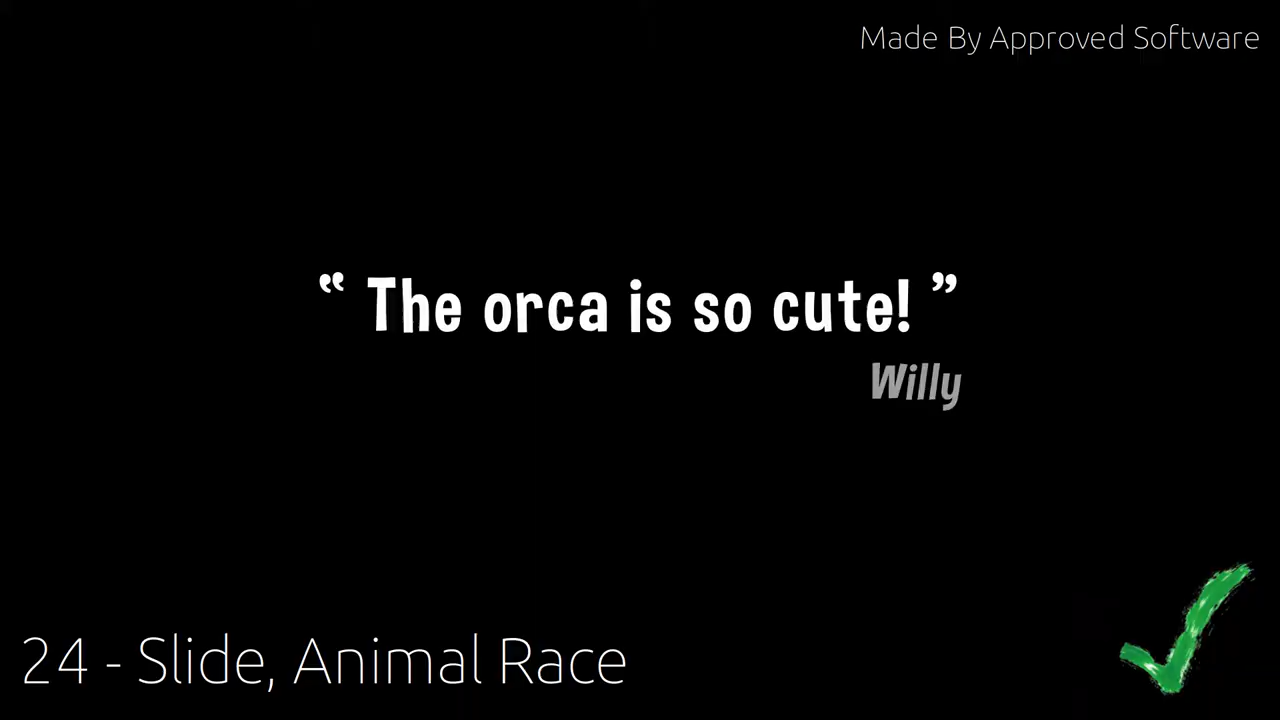 Made By Approved Software
“ The orca is so cute! ”
Willy
24 - Slide, Animal Race